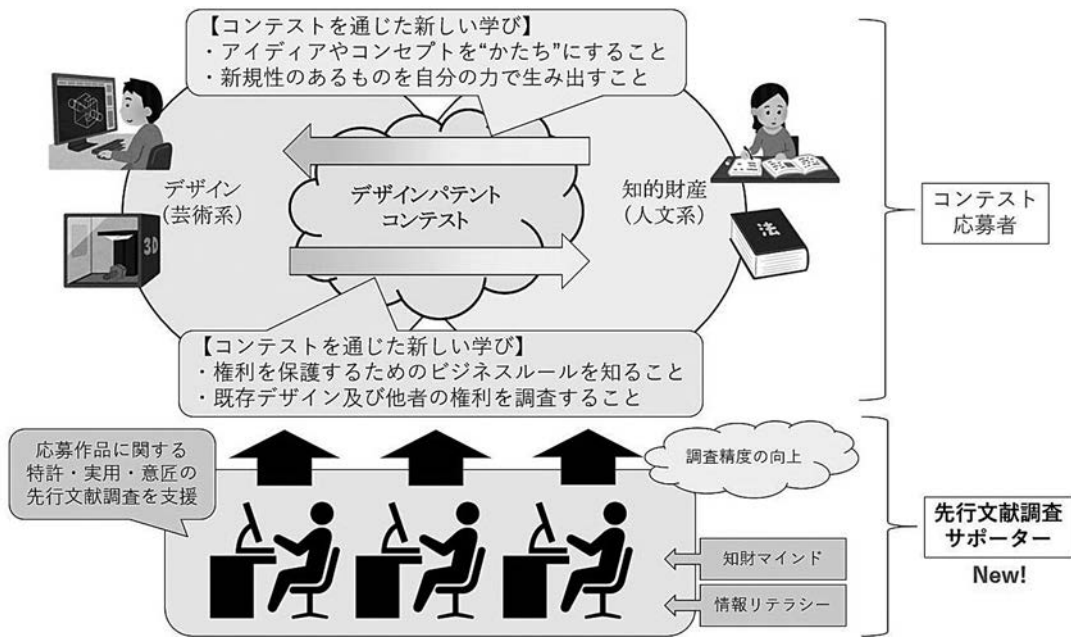 【コンテストを通じた新しい学び】
・アイディアやコンセプトを“かたち”にすること
・新規性のあるものを自分の力で生み出すこと
デザイン
(芸術系)
3D
デザインパテント
コンテスト
知的財産
(人文系)
法
コンテスト
応募者
【コンテストを通じた新しい学び】
・権利を保護するためのビジネスルールを知ること
・既存デザイン及び他者の権利を調査すること
応募作品に関する
特許・実用・意匠の
先行文献調査を支援
調査精度の向上
知財マインド
情報リテラシー
先行文献調査
サポーター
New!